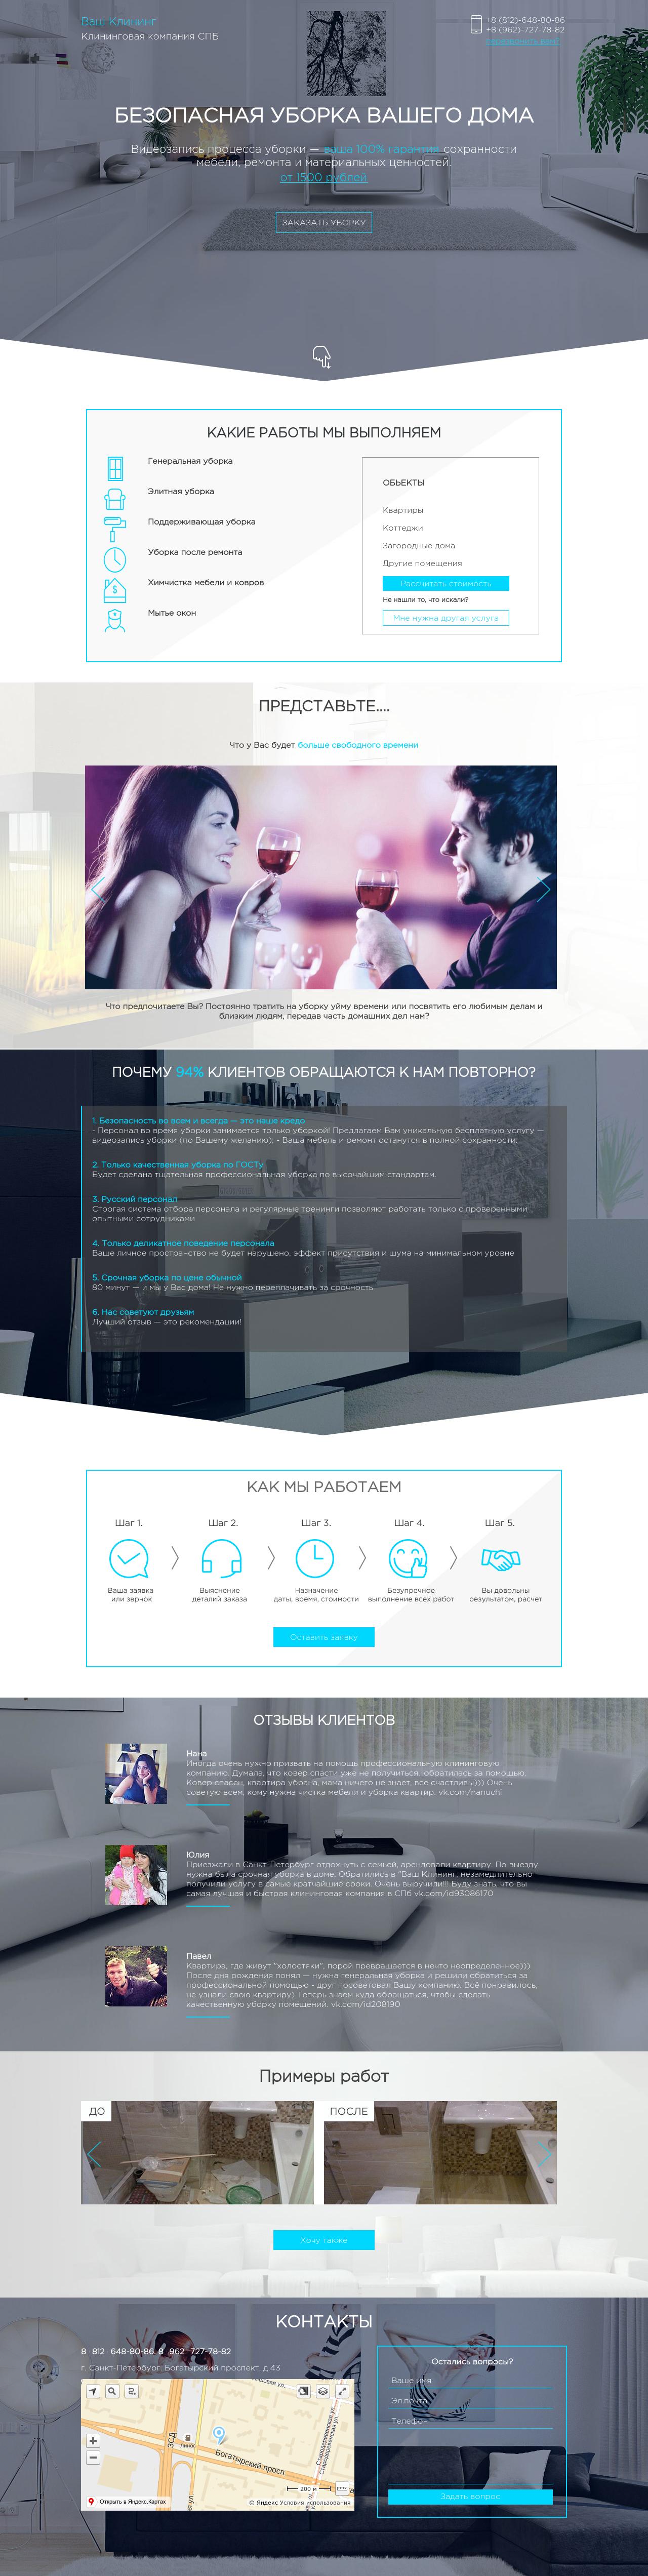 Ваш Клининг
Клининговая компания СПБ
+8 (812)-648-80-86
+8 (962)-727-78-82
БЕЗОПАСНАЯ УБОРКА ВАШЕГО ДОМА
Видеозапись процесса уборки — ваша 100% гарантия сохранности
мебели, ремонта и материальных ценностей.
от 1500 рублей
ЗАКАЗАТЬ УБОРКУ
КАКИЕ РАБОТЫ МЫ ВЫПОЛНЯЕМ
Генеральная уборка
Элитная уборка
Поддерживающая уборка
Уборка после ремонта
Химчистка мебели и ковров
Мытье окон
ОБЬЕКТЫ
Квартиры
Коттеджи
Загородные дома
Другие помещения
Рассчитать стоимость
Не нашли то, что искали?
Мне нужна другая услуга
ПРЕДСТАВЬТЕ....
Что у Вас будет больше свободного времени
Что предпочитаете Вы? Постоянно тратить на уборку уйму времени или посвятить его любимым делам и
близким людям, передав часть домашних дел нам?
ПОЧЕМУ 94% КЛИЕНТОВ ОБРАЩАЮТСЯ К НАМ ПОВТОРНО?
1. Безопасность во всем и всегда — это наше кредо
- Персонал во время уборки занимается только уборкой! Предлагаем Вам уникальную бесплатную услугу —
видеозапись уборки (по Вашему желанию); - Ваша мебель и ремонт останутся в полной сохранности.
2. Только качественная уборка по ГОСТу
Будет сделана тщательная профессиональная уборка по высочайшим стандартам.
3. Русский персонал
Строгая система отбора персонала и регулярные тренинги позволяют работать только с проверенными
опытными сотрудниками
4. Только деликатное поведение персонала
Ваше личное пространство не будет нарушено, эффект присутствия и шума на минимальном уровне
5. Срочная уборка по цене обычной
80 минут — и мы у Вас дома! Не нужно переплачивать за срочность
6. Нас советуют друзьям
Лучший отзыв — это рекомендации!
КАК МЫ РАБОТАЕМ
Шаг 1. Шаг 2. Шаг 3. Шаг 4. Шаг 5.
Ваша заявка Выяснение Назначение Безупречное Вы довольны
или зврнок деталий заказа даты, время, стоимости выполнение всех работ результатом, расчет
Оставить заявку
ОТЗЫВЫ КЛИЕНТОВ
Нана
Иногда очень нужно призвать на помощь профессиональную клининговую
компанию. Думала, что ковер спасти уже не получиться...обратилась за помощью.
Ковер спасен, квартира убрана, мама ничего не знает, все счастливы))) Очень
советую всем, кому нужна чистка мебели и уборка квартир. vk.com/nanuchi
Юлия
Приезжали в Санкт-Петербург отдохнуть с семьей, арендовали квартиру. По выезду
нужна была срочная уборка в доме. Обратились в "Ваш Клининг, незамедлительно
получили услугу в самые кратчайшие сроки. Очень выручили!!! Буду знать, что вы
самая лучшая и быстрая клининговая компания в СПб vk.com/id93086170
Павел
Квартира, где живут "холостяки", порой превращается в нечто неопределенное)))
После дня рождения понял — нужна генеральная уборка и решили обратиться за
профессиональной помощью - друг посоветовал Вашу компанию. Всё понравилось,
не узнали свою квартиру) Теперь знаем куда обращаться, чтобы сделать
качественную уборку помещений. vk.com/id208190
Примеры работ
ДО ПОСЛЕ
Хочу также
КОНТАКТЫ
8 812 648-80-86, 8 962 727-78-82
г. Санкт-Петербург. Богатырский проспект, д.43
ЗСД
Богатырский просп
Стародеревенская ул.
Стародеревенская ул.
200 м
Открыть в Яндекс.Картах
© Яндекс Условия использования
Остались вопросы?
Ваше имя
Эл.почта
Телефон
Задать вопрос